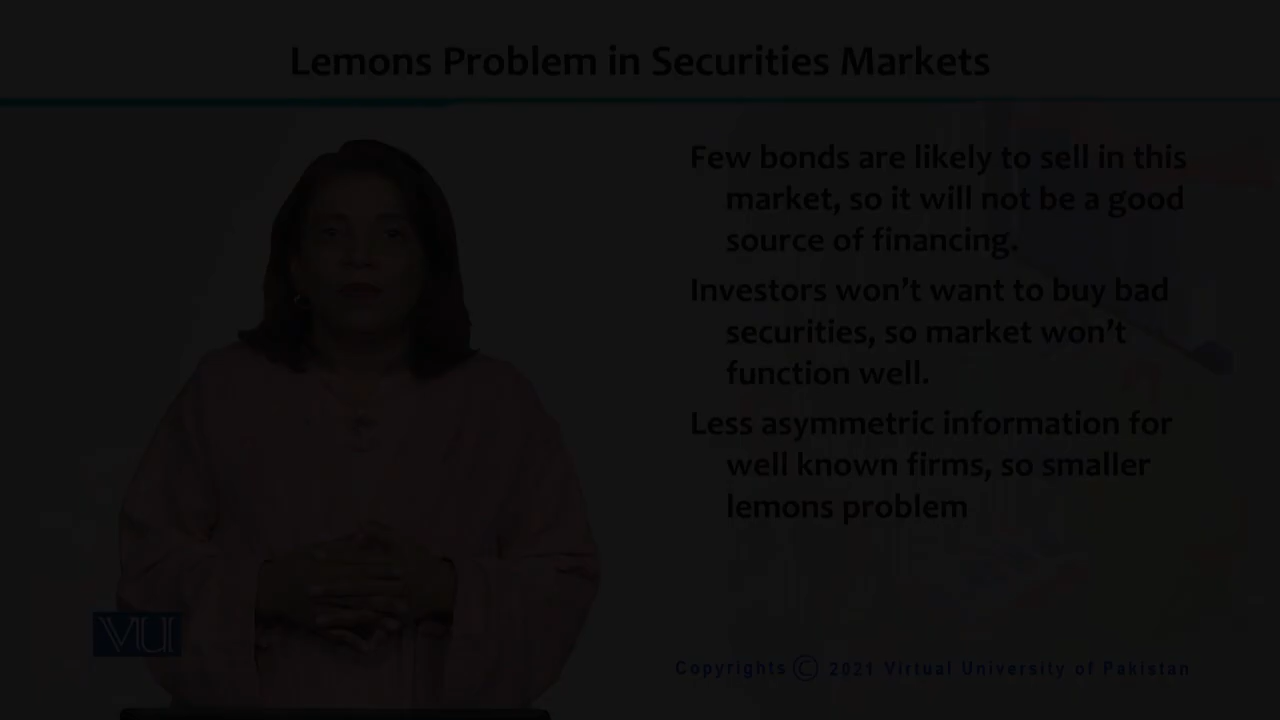 Lemons Problem in Securities Markets
Few bonds are likely to sell in this
market, so it will not be a good
source of financing.
Investors won’t want to buy bad
securities, so market won’t
function well.
Less asymmetric information for
well known firms, so smaller
lemons problem
VU
Copyrights © 2021 Virtual University of Pakistan